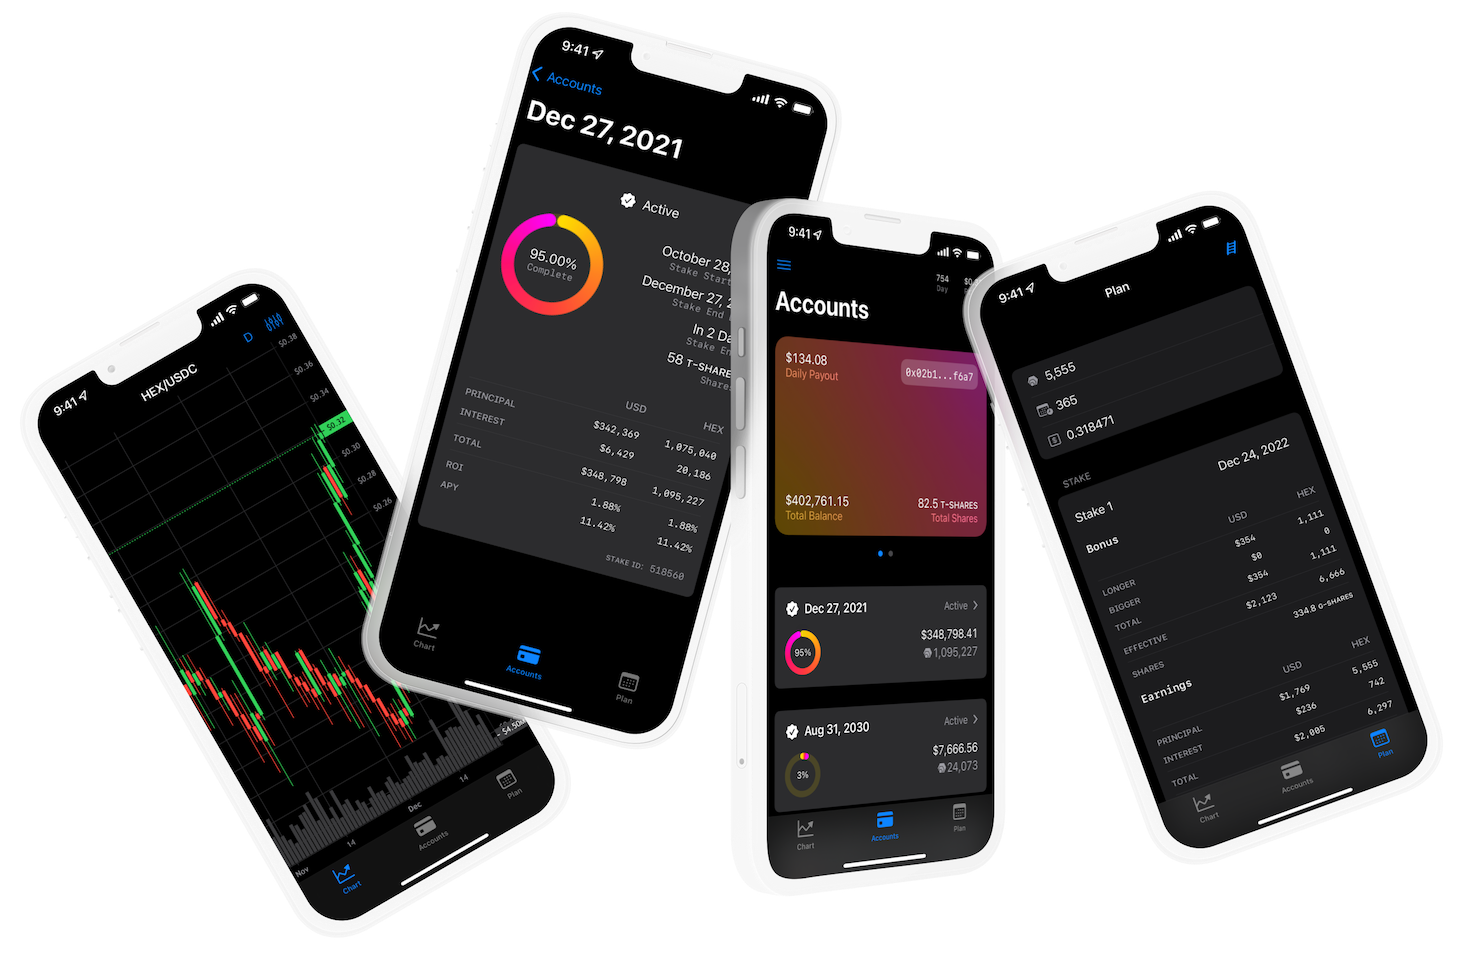 9:41
HEX/USDC
D
$0.38
$0.36
$0.34
$0.32
$0.30
$0.28
$0.26
$4.50M
Nov
14
Dec
14
Chart
Accounts
Plan
9:41
Accounts
Dec 27, 2021
Active
95.00%
Complete
October 28,
Stake Start
December 27, 2
Stake End
In 2 Da
Stake En
58 T-SHARE
Shares
USD HEX
PRINCIPAL $342,369 1,075,040
INTEREST $6,429 20,186
TOTAL $348,798 1,095,227
ROI 1.88% 1.88%
APY 11.42% 11.42%
STAKE ID: 518560
Chart
Accounts
Plan
9:41
754
Day
$0.
Accounts
$134.08
Daily Payout
0x02b1...f6a7
$402,761.15
Total Balance
82.5 T-SHARES
Total Shares
Dec 27, 2021
Active
95%
$348,798.41
1,095,227
Aug 31, 2030
Active
3%
$7,666.56
24,073
Chart
Accounts
Plan
9:41
Plan
5,555
365
0.318471
STAKE
Stake 1 Dec 24, 2022
Bonus USD HEX
LONGER $354 1,111
BIGGER $0 0
TOTAL $354 1,111
EFFECTIVE $2,123 6,666
SHARES 334.8 G-SHARES
Earnings USD HEX
PRINCIPAL $1,769 5,555
INTEREST $236 742
TOTAL $2,005 6,297
Chart
Accounts
Plan